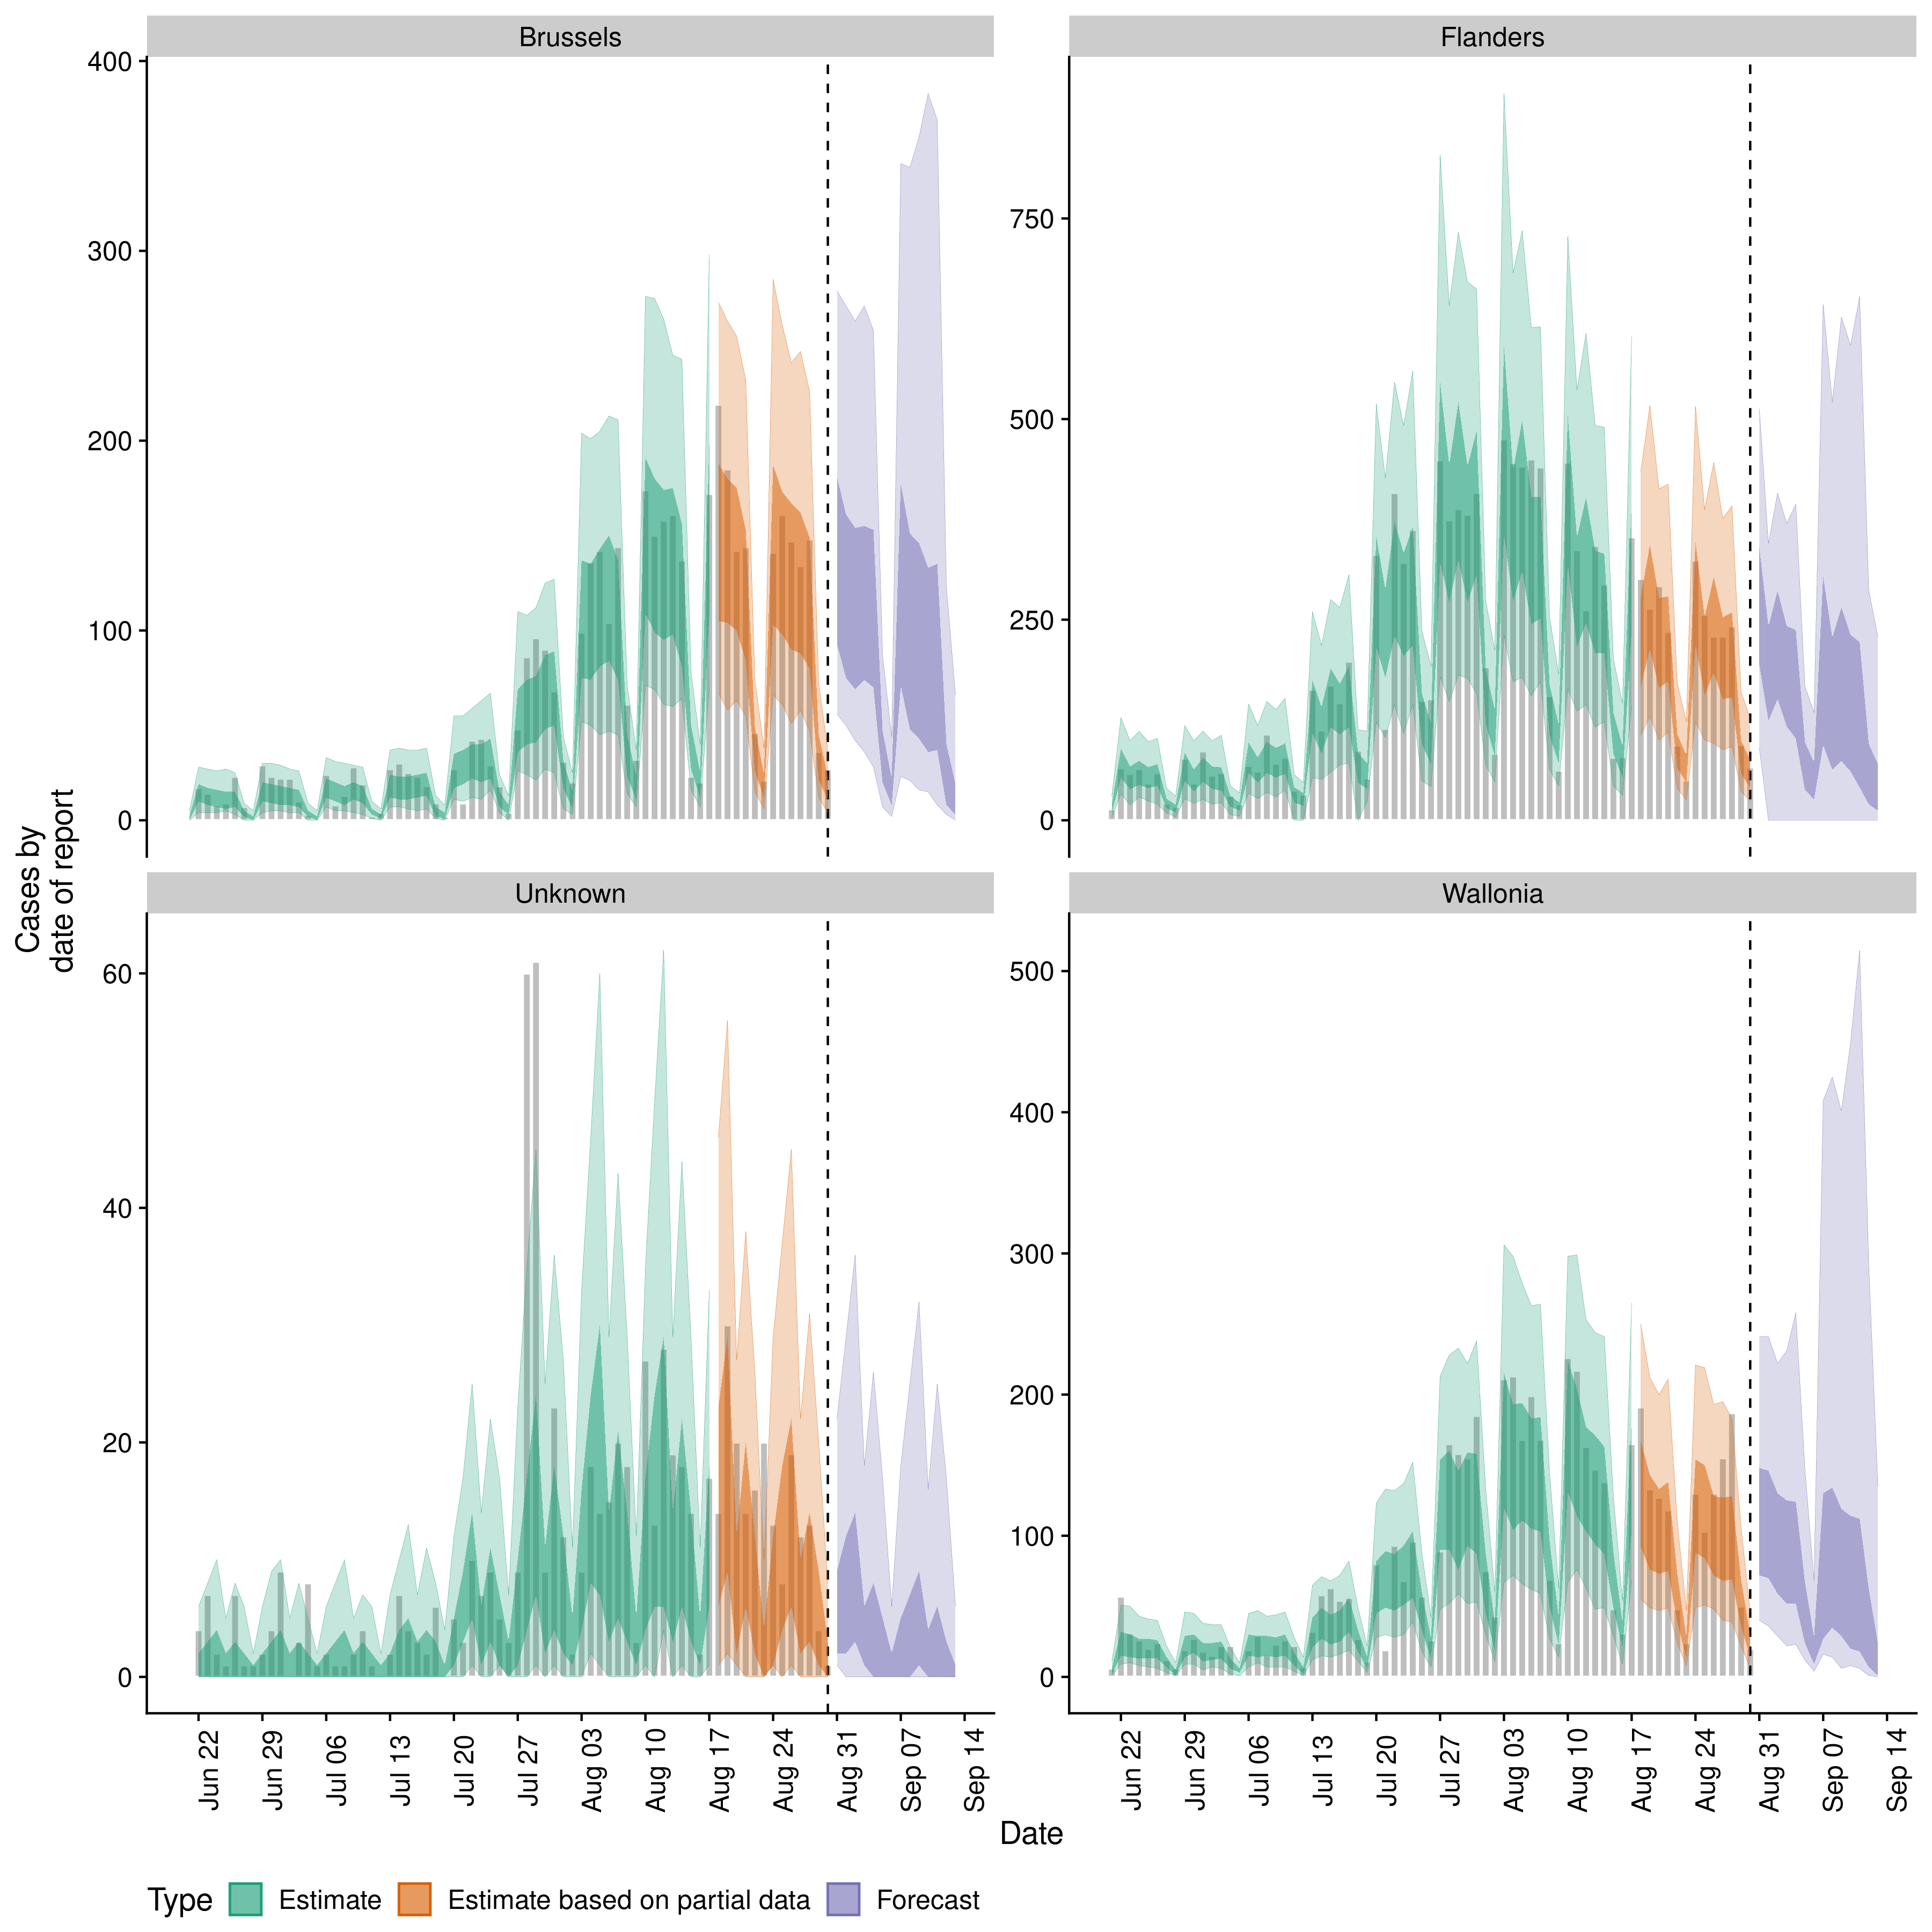 Brussels
Flanders
400
300
200
100
0
750
500
250
0
Cases by
date of report
Unknown
Wallonia
60
40
20
0
500
400
300
200
100
0
Jun 22
Jun 29
Jul 06
Jul 13
Jul 20
Jul 27
Aug 03
Aug 10
Aug 17
Aug 24
Aug 31
Sep 07
Sep 14
Jun 22
Jun 29
Jul 06
Jul 13
Jul 20
Jul 27
Aug 03
Aug 10
Aug 17
Aug 24
Aug 31
Sep 07
Sep 14
Date
Type Estimate Estimate based on partial data Forecast